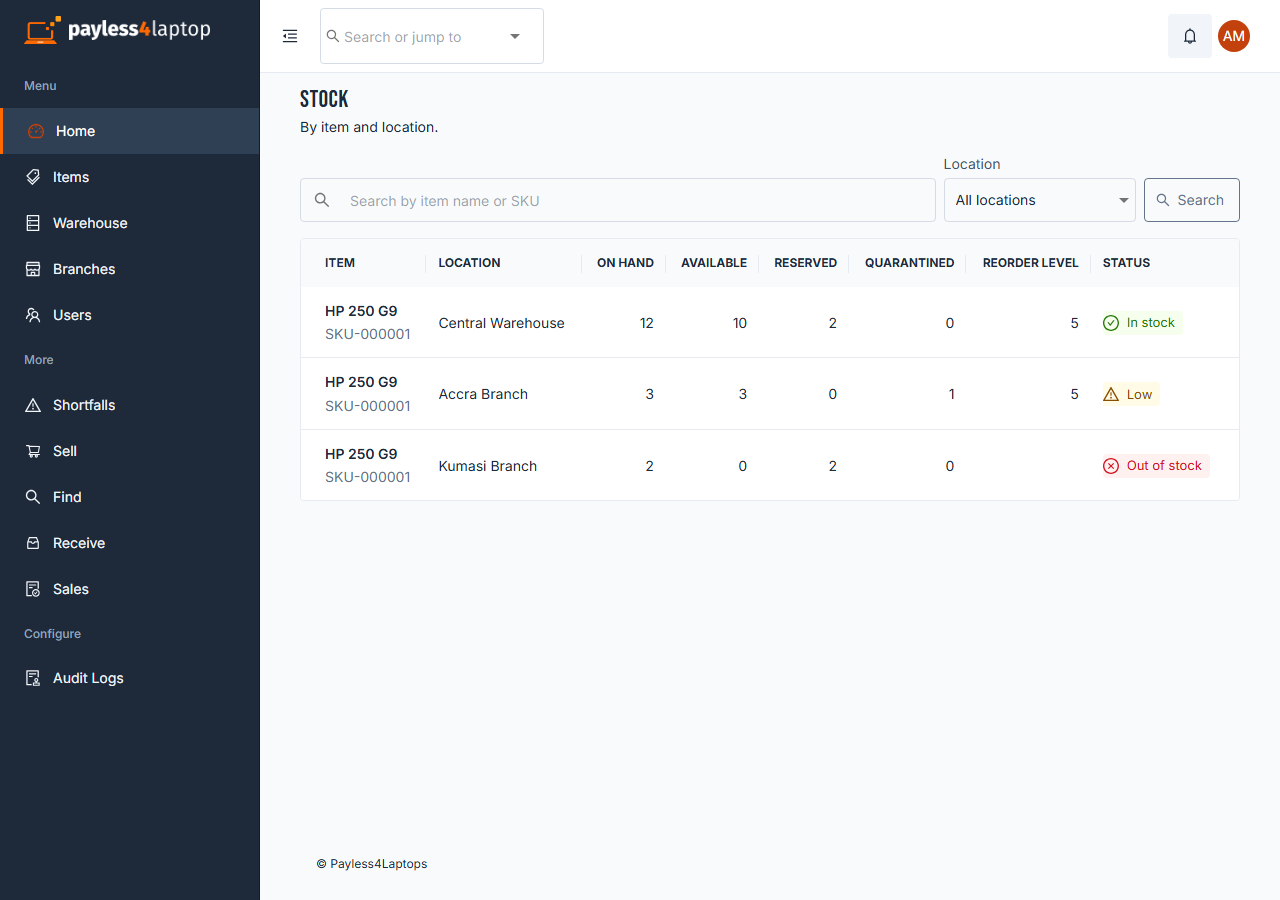 payless4laptop
Search or jump to
AM
Menu
Home
Items
Warehouse
Branches
Users
More
Shortfalls
Sell
Find
Receive
Sales
Configure
Audit Logs
STOCK
By item and location.
Location
Search by item name or SKU
All locations
Search
ITEM LOCATION ON HAND AVAILABLE RESERVED QUARANTINED REORDER LEVEL STATUS
HP 250 G9
SKU-000001
Central Warehouse 12 10 2 0 5 In stock
HP 250 G9
SKU-000001
Accra Branch 3 3 0 1 5 Low
HP 250 G9
SKU-000001
Kumasi Branch 2 0 2 0 Out of stock
© Payless4Laptops